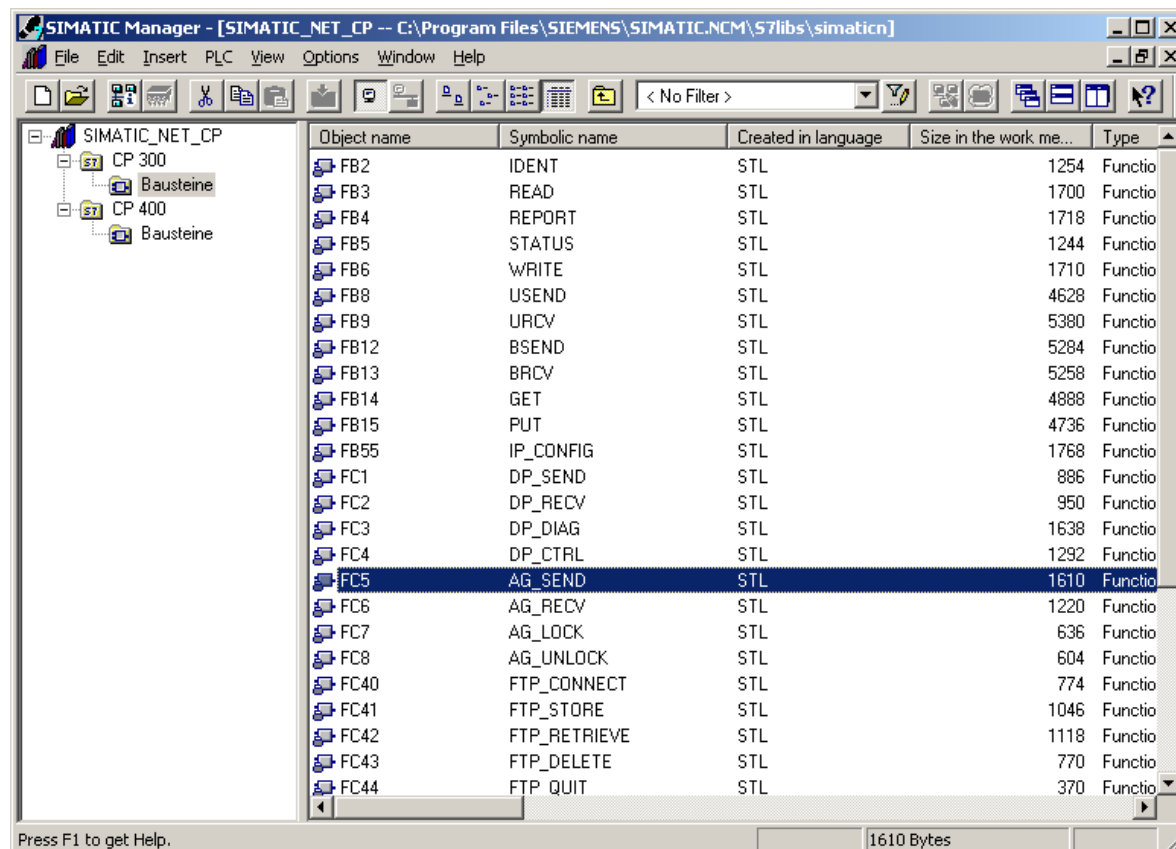 SIMATIC Manager - [SIMATIC_NET_CP -- C:\Program Files\SIEMENS\SIMATIC.NCM\S7libs\simaticn]
File Edit Insert PLC View Options Window Help
< No Filter >
SIMATIC_NET_CP
CP 300
Bausteine
CP 400
Bausteine
Object name Symbolic name Created in language Size in the work me... Type
FB2 IDENT STL 1254 Functio
FB3 READ STL 1700 Functio
FB4 REPORT STL 1718 Functio
FB5 STATUS STL 1244 Functio
FB6 WRITE STL 1710 Functio
FB8 USEND STL 4628 Functio
FB9 URCV STL 5380 Functio
FB12 BSEND STL 5284 Functio
FB13 BRCV STL 5258 Functio
FB14 GET STL 4888 Functio
FB15 PUT STL 4736 Functio
FB55 IP_CONFIG STL 1768 Functio
FC1 DP_SEND STL 886 Functio
FC2 DP_RECV STL 950 Functio
FC3 DP_DIAG STL 1638 Functio
FC4 DP_CTRL STL 1292 Functio
FC5 AG_SEND STL 1610 Functio
FC6 AG_RECV STL 1220 Functio
FC7 AG_LOCK STL 636 Functio
FC8 AG_UNLOCK STL 604 Functio
FC40 FTP_CONNECT STL 774 Functio
FC41 FTP_STORE STL 1046 Functio
FC42 FTP_RETRIEVE STL 1118 Functio
FC43 FTP_DELETE STL 770 Functio
FC44 FTP_QUIT STL 370 Functio
Press F1 to get Help. 1610 Bytes